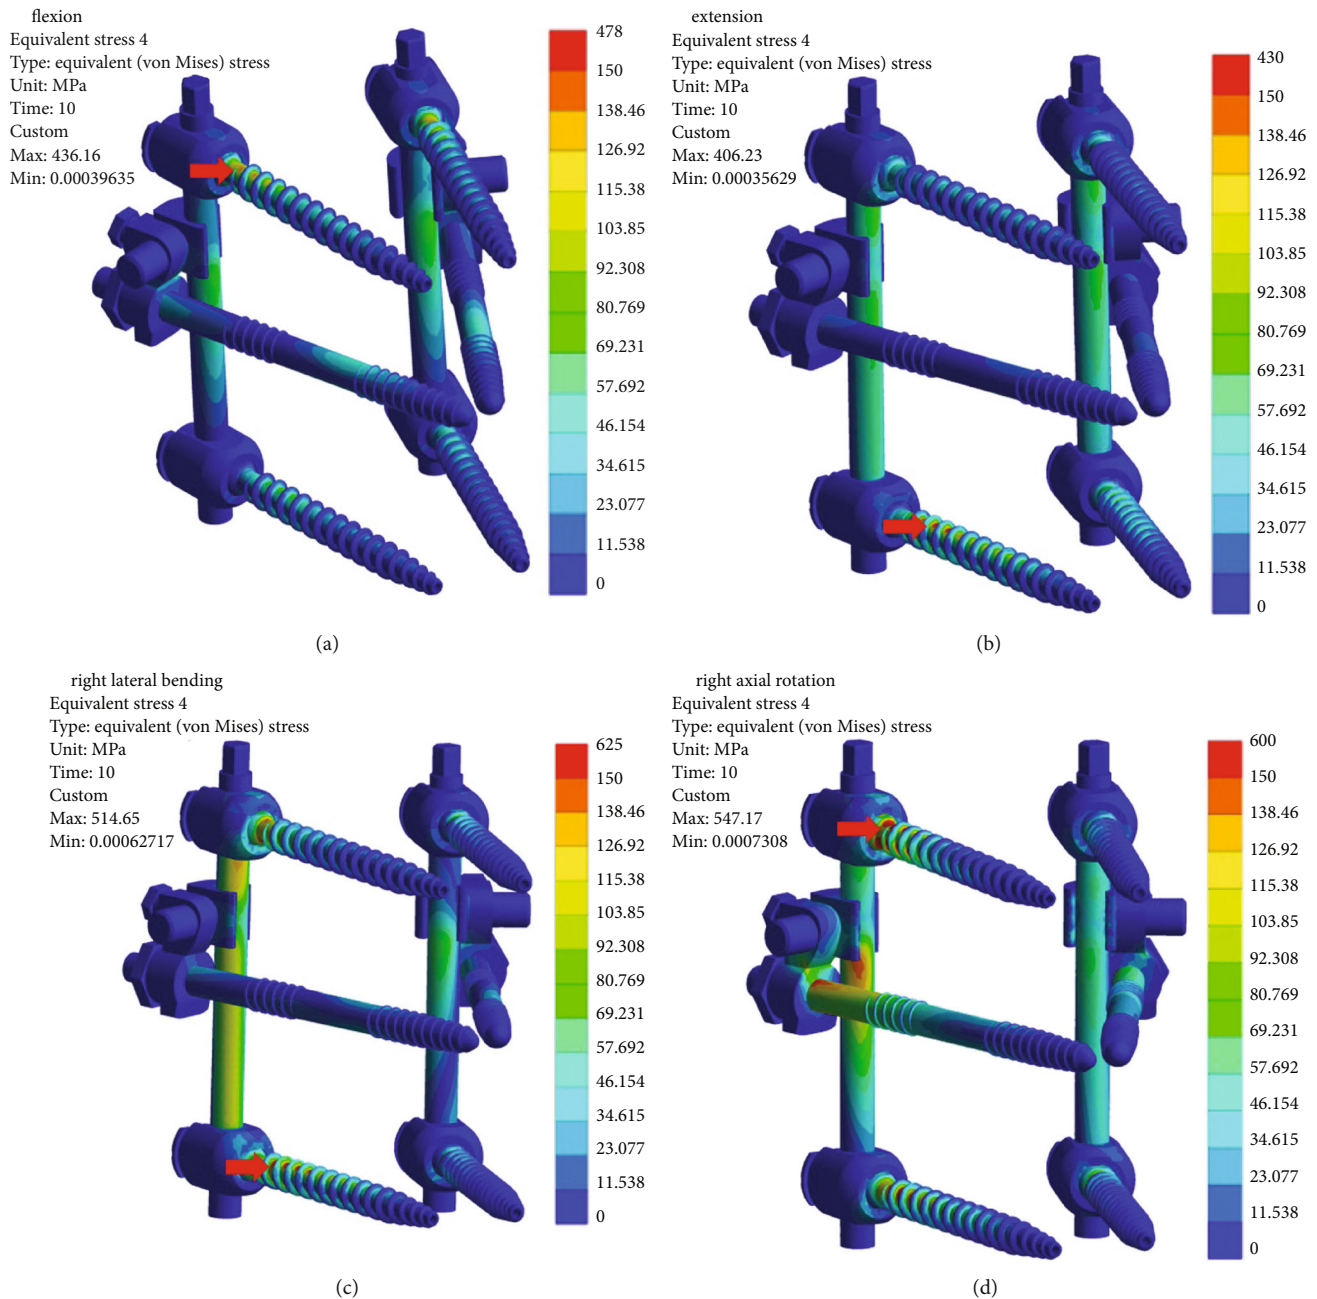 flexion
Equivalent stress 4
Type: equivalent (von Mises) stress
Unit: MPa
Time: 10
Custom
Max: 436.16
Min: 0.00039635
478
150
138.46
126.92
115.38
103.85
92.308
80.769
69.231
57.692
46.154
34.615
23.077
11.538
0
(a)
extension
Equivalent stress 4
Type: equivalent (von Mises) stress
Unit: MPa
Time: 10
Custom
Max: 406.23
Min: 0.00035629
430
150
138.46
126.92
115.38
103.85
92.308
80.769
69.231
57.692
46.154
34.615
23.077
11.538
0
(b)
right lateral bending
Equivalent stress 4
Type: equivalent (von Mises) stress
Unit: MPa
Time: 10
Custom
Max: 514.65
Min: 0.00062717
625
150
138.46
126.92
115.38
103.85
92.308
80.769
69.231
57.692
46.154
34.615
23.077
11.538
0
(c)
right axial rotation
Equivalent stress 4
Type: equivalent (von Mises) stress
Unit: MPa
Time: 10
Custom
Max: 547.17
Min: 0.0007308
600
150
138.46
126.92
115.38
103.85
92.308
80.769
69.231
57.692
46.154
34.615
23.077
11.538
0
(d)